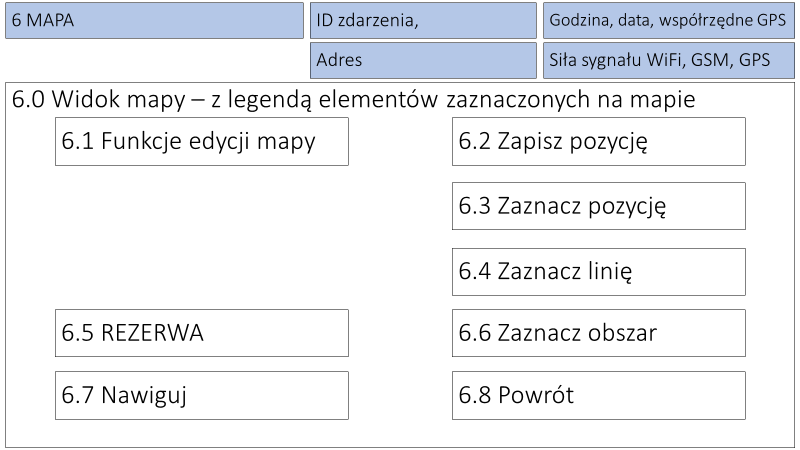 6 MAPA
ID zdarzenia,
Godzina, data, współrzędne GPS
Adres
Siła sygnału WiFi, GSM, GPS
6.0 Widok mapy – z legendą elementów zaznaczonych na mapie
6.1 Funkcje edycji mapy
6.2 Zapisz pozycję
6.3 Zaznacz pozycję
6.4 Zaznacz linię
6.5 REZERWA
6.6 Zaznacz obszar
6.7 Nawiguj
6.8 Powrót